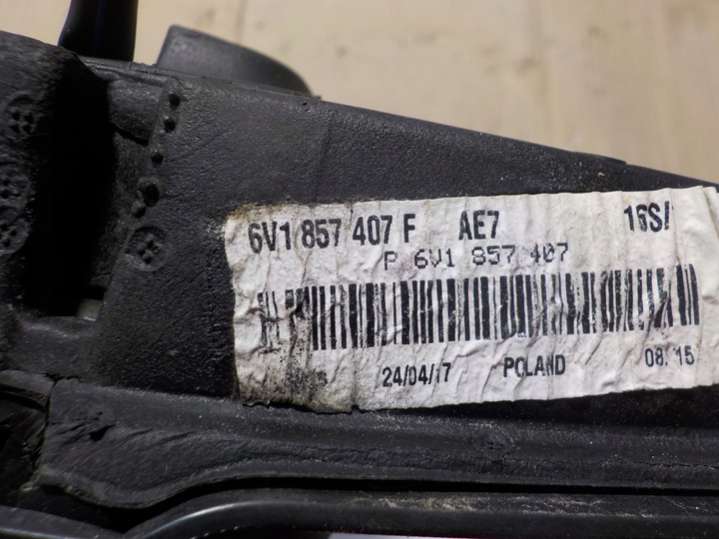 6V1 857 407 F AE7 16S/
P 6V1 857 407
24/04/17 POLAND 08.15